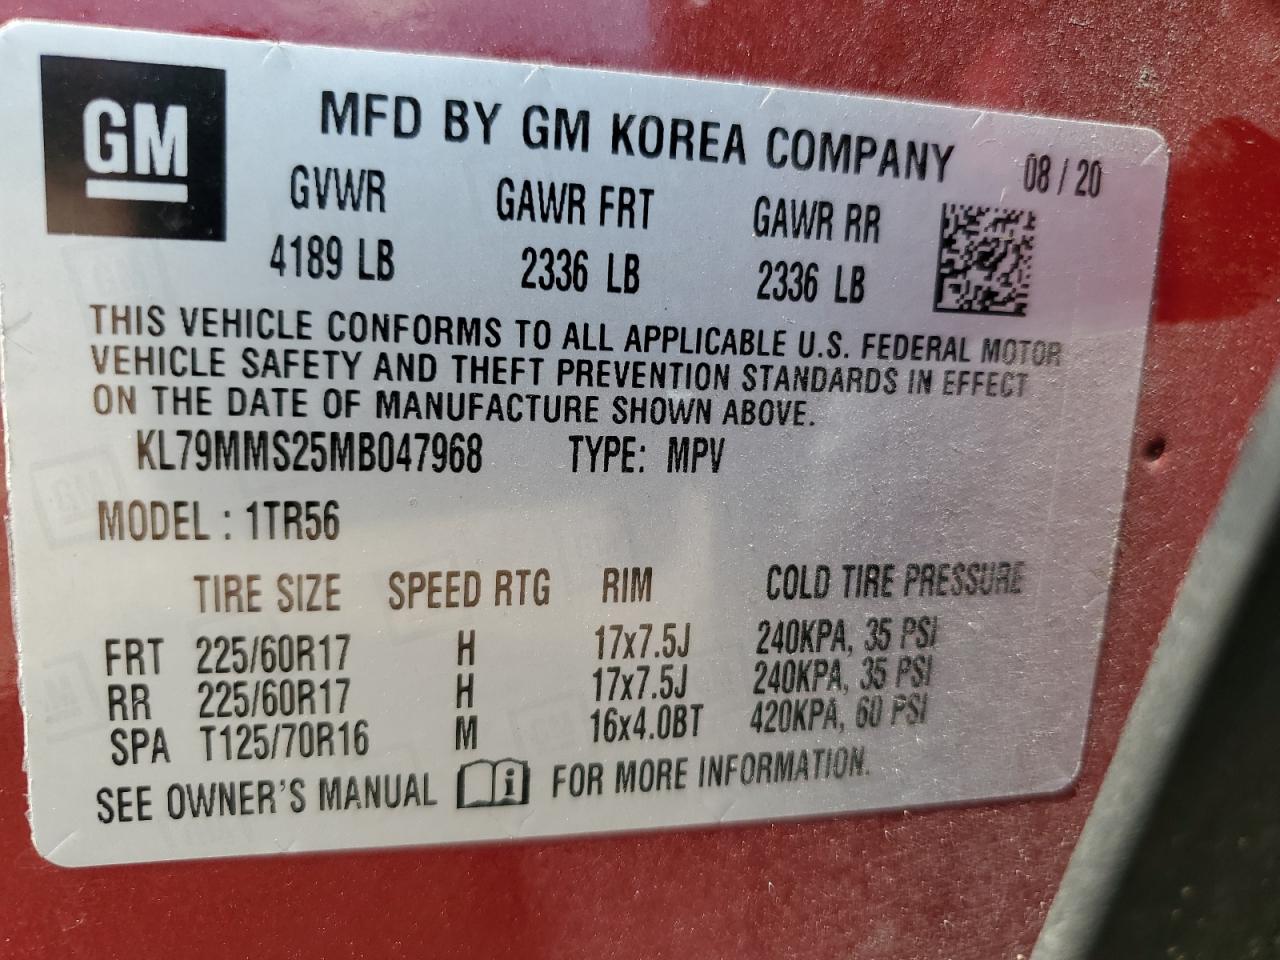 GM
MFD BY GM KOREA COMPANY 08 / 20
GVWR GAWR FRT GAWR RR
4189 LB 2336 LB 2336 LB
THIS VEHICLE CONFORMS TO ALL APPLICABLE U.S. FEDERAL MOTOR
VEHICLE SAFETY AND THEFT PREVENTION STANDARDS IN EFFECT
ON THE DATE OF MANUFACTURE SHOWN ABOVE.
KL79MMS25MB047968 TYPE: MPV
MODEL : 1TR56
TIRE SIZE SPEED RTG RIM COLD TIRE PRESSURE
FRT 225/60R17 H 17x7.5J 240KPA, 35 PSI
RR 225/60R17 H 17x7.5J 240KPA, 35 PSI
SPA T125/70R16 M 16x4.0BT 420KPA, 60 PSI
SEE OWNER'S MANUAL i FOR MORE INFORMATION.